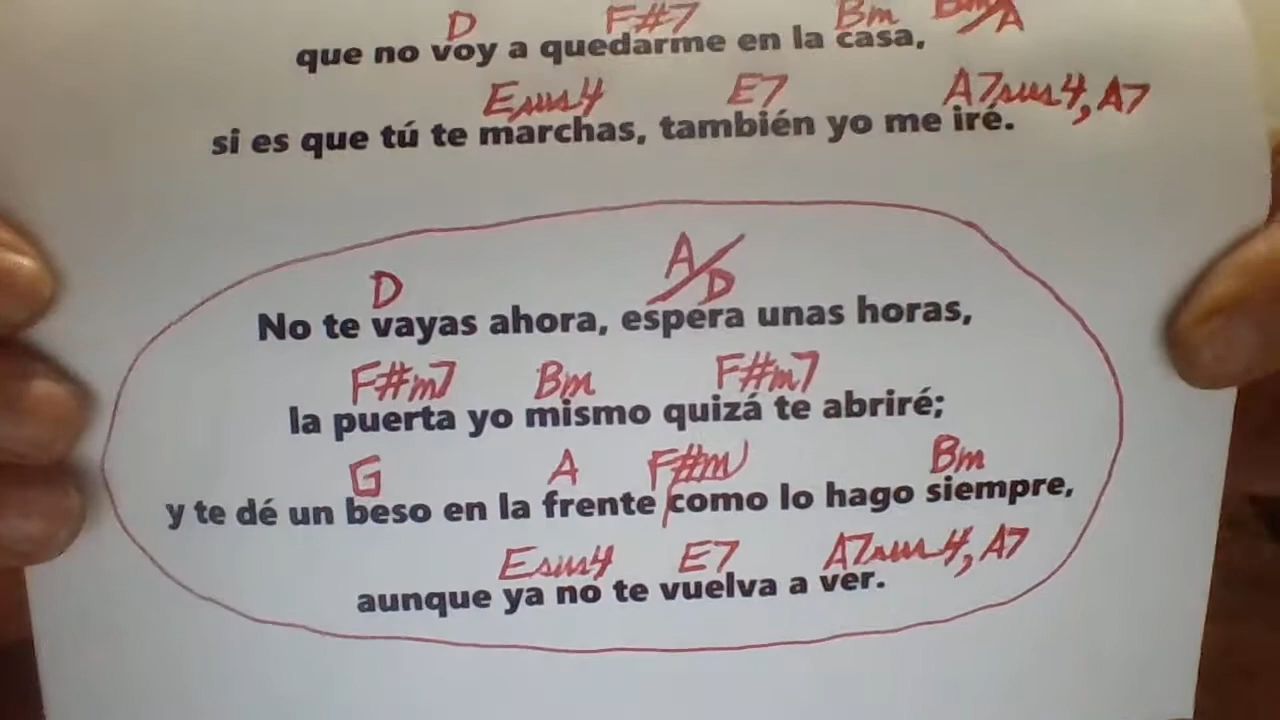 D F#7 Bm Bm/A
que no voy a quedarme en la casa,
Esus4 E7 A7sus4, A7
si es que tú te marchas, también yo me iré.
D A/D
No te vayas ahora, espera unas horas,
F#m7 Bm F#m7
la puerta yo mismo quizá te abriré;
G A F#m Bm
y te dé un beso en la frente como lo hago siempre,
Esus4 E7 A7sus4, A7
aunque ya no te vuelva a ver.